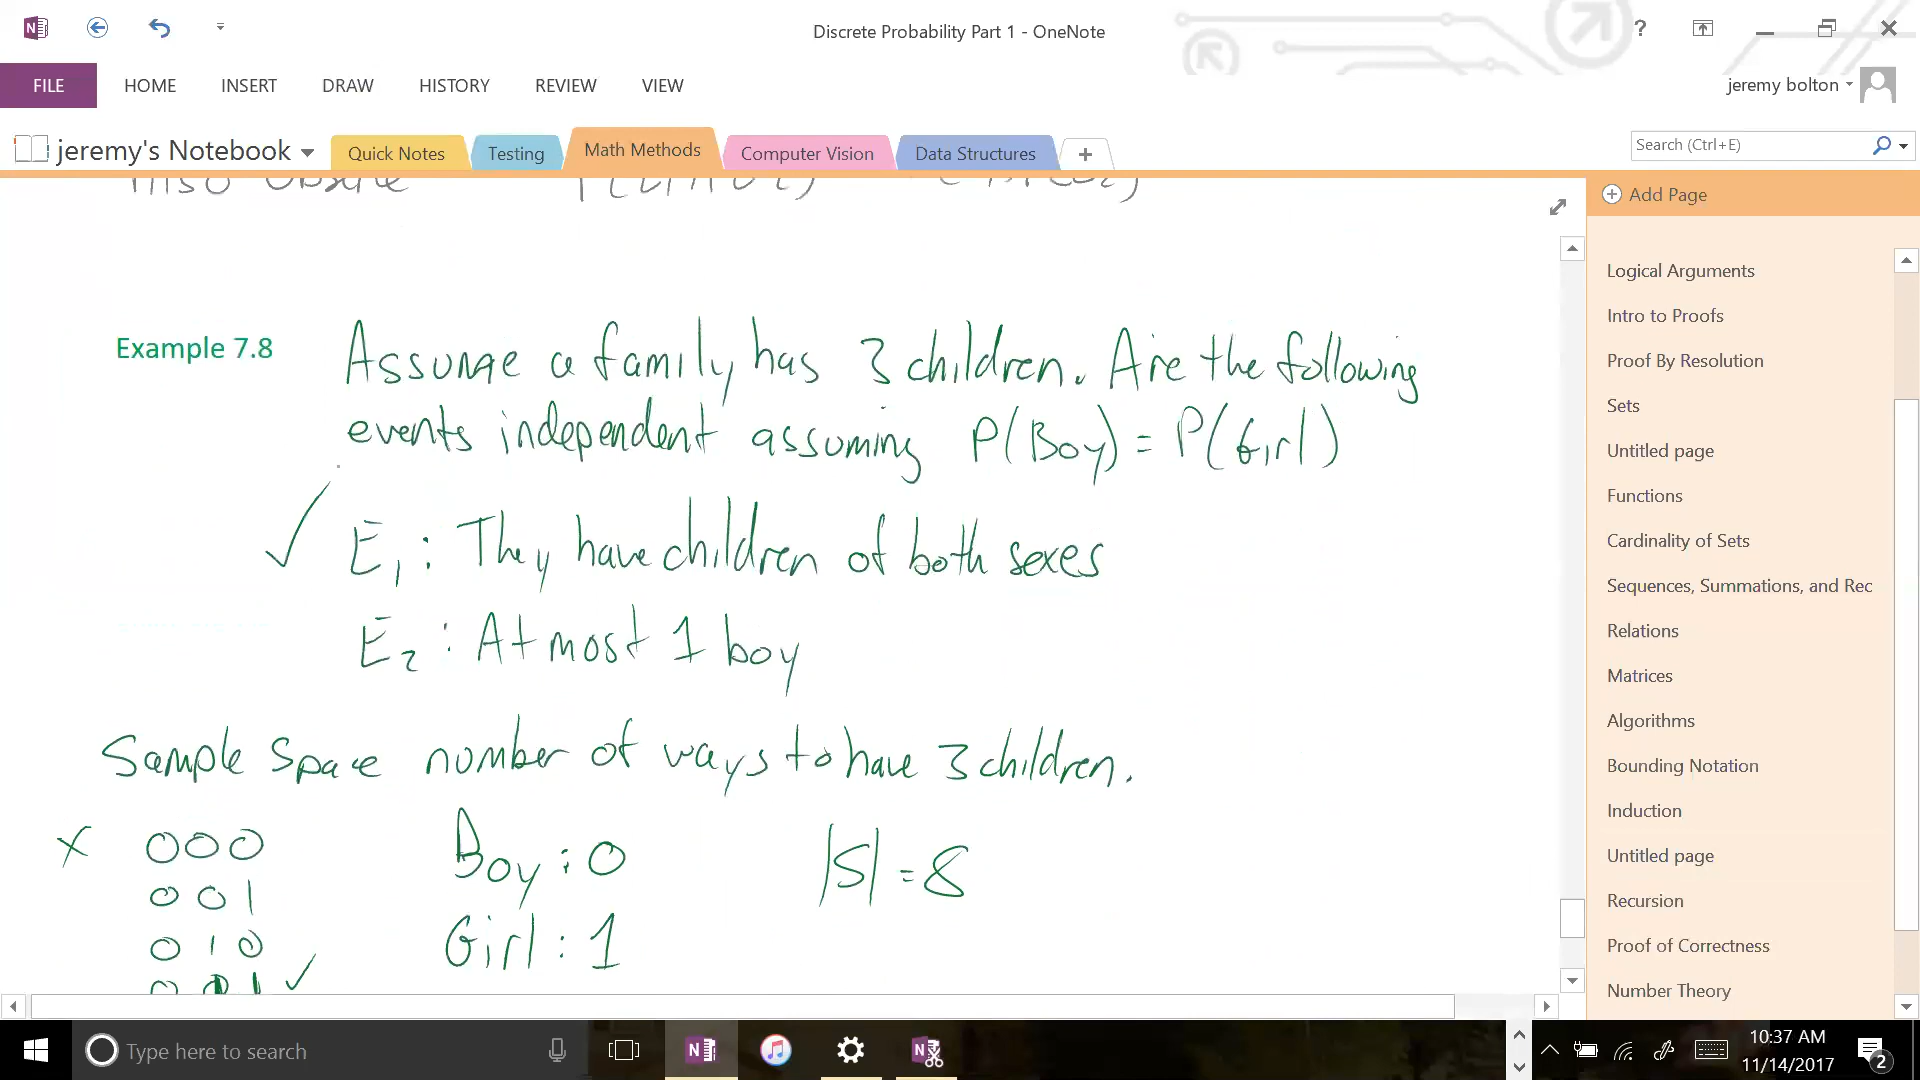 Discrete Probability Part 1 - OneNote
?
FILE HOME INSERT DRAW HISTORY REVIEW VIEW
jeremy bolton
jeremy's Notebook
Quick Notes Testing Math Methods Computer Vision Data Structures +
Search (Ctrl+E)
Add Page
Example 7.8
Assume a family has 3 children. Are the following
events independent assuming P(Boy) = P(Girl)
✓ E₁ : They have children of both sexes
E₂ : At most 1 boy
Sample Space number of ways to have 3 children.
x 000
001
010
011 ✓
Boy : 0
Girl : 1
|S| = 8
Logical Arguments
Intro to Proofs
Proof By Resolution
Sets
Untitled page
Functions
Cardinality of Sets
Sequences, Summations, and Rec
Relations
Matrices
Algorithms
Bounding Notation
Induction
Untitled page
Recursion
Proof of Correctness
Number Theory
Type here to search
10:37 AM
11/14/2017
2